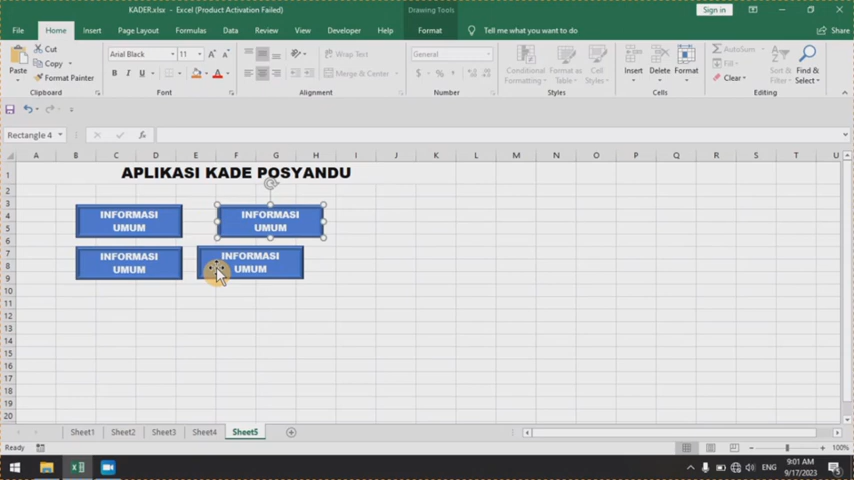 KADER.xlsx - Excel (Product Activation Failed)
Drawing Tools
Sign in
File Home Insert Page Layout Formulas Data Review View Developer Help Format Tell me what you want to do Share
Paste
Cut
Copy
Format Painter
Clipboard
Arial Black 11
B I U
Font
Wrap Text
Merge & Center
Alignment
General
Number
Conditional Formatting
Format as Table
Cell Styles
Styles
Insert Delete Format
Cells
AutoSum
Fill
Clear
Sort & Filter
Find & Select
Editing
Rectangle 4
fx
A B C D E F G H I J K L M N O P Q R S T U
1 APLIKASI KADE POSYANDU
2
3
4 INFORMASI INFORMASI
5 UMUM UMUM
6
7 INFORMASI INFORMASI
8 UMUM UMUM
9
10
11
12
13
14
15
16
17
18
19
20
Sheet1 Sheet2 Sheet3 Sheet4 Sheet5
Ready
100%
ENG
9:01 AM
9/17/2023